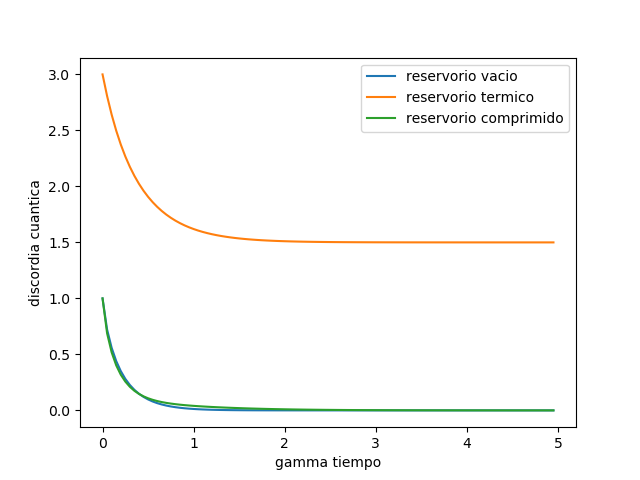 reservorio vacio
reservorio termico
reservorio comprimido
3.0
2.5
2.0
1.5
1.0
0.5
0.0
discordia cuantica
0 1 2 3 4 5
gamma tiempo